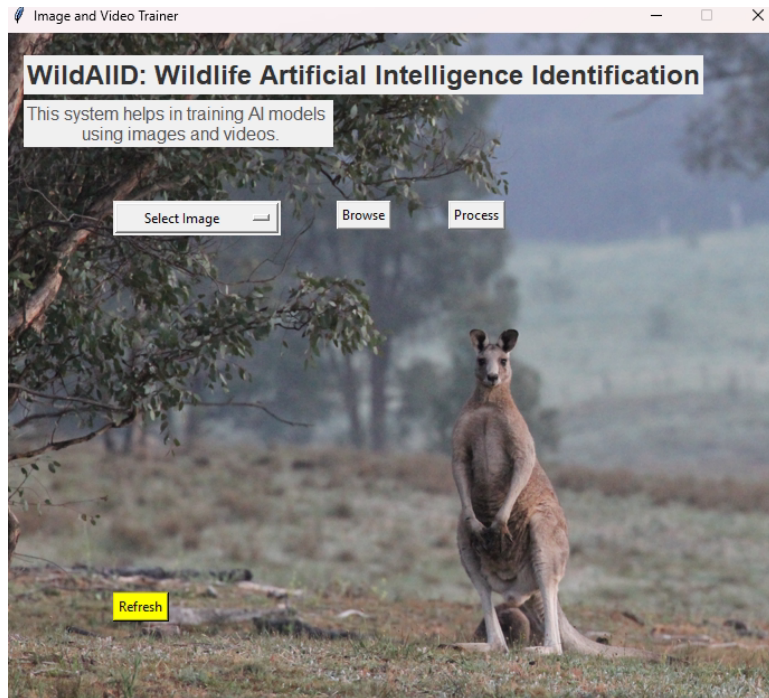 Image and Video Trainer
WildAIID: Wildlife Artificial Intelligence Identification
This system helps in training AI models
using images and videos.
Select Image
Browse
Process
Refresh